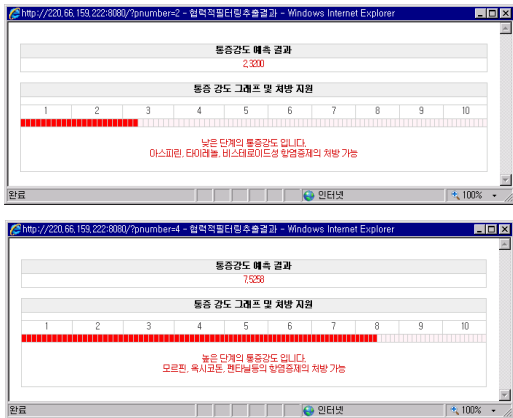 http://220,66,159,222:8080/?pnumber=2 - 협력적필터링추출결과 - Windows Internet Explorer
통증강도 예측 결과
2,3200
통증 강도 그래프 및 처방 지원
1 2 3 4 5 6 7 8 9 10
낮은 단계의 통증강도 입니다.
아스피린, 타이레놀, 비스테로이드성 항염증제의 처방 가능
완료 인터넷 100%
http://220,66,159,222:8080/?pnumber=4 - 협력적필터링추출결과 - Windows Internet Explorer
통증강도 예측 결과
7,5258
통증 강도 그래프 및 처방 지원
1 2 3 4 5 6 7 8 9 10
높은 단계의 통증강도 입니다.
모르핀, 옥시코돈, 펜타닐등의 항염증제의 처방 가능
완료 인터넷 100%